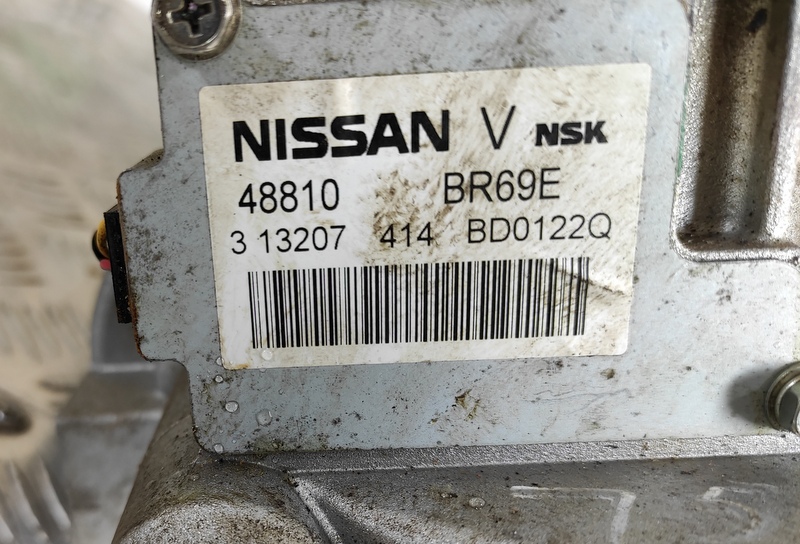 NISSAN V NSK
48810 BR69E
3 13207 414 BD0122Q